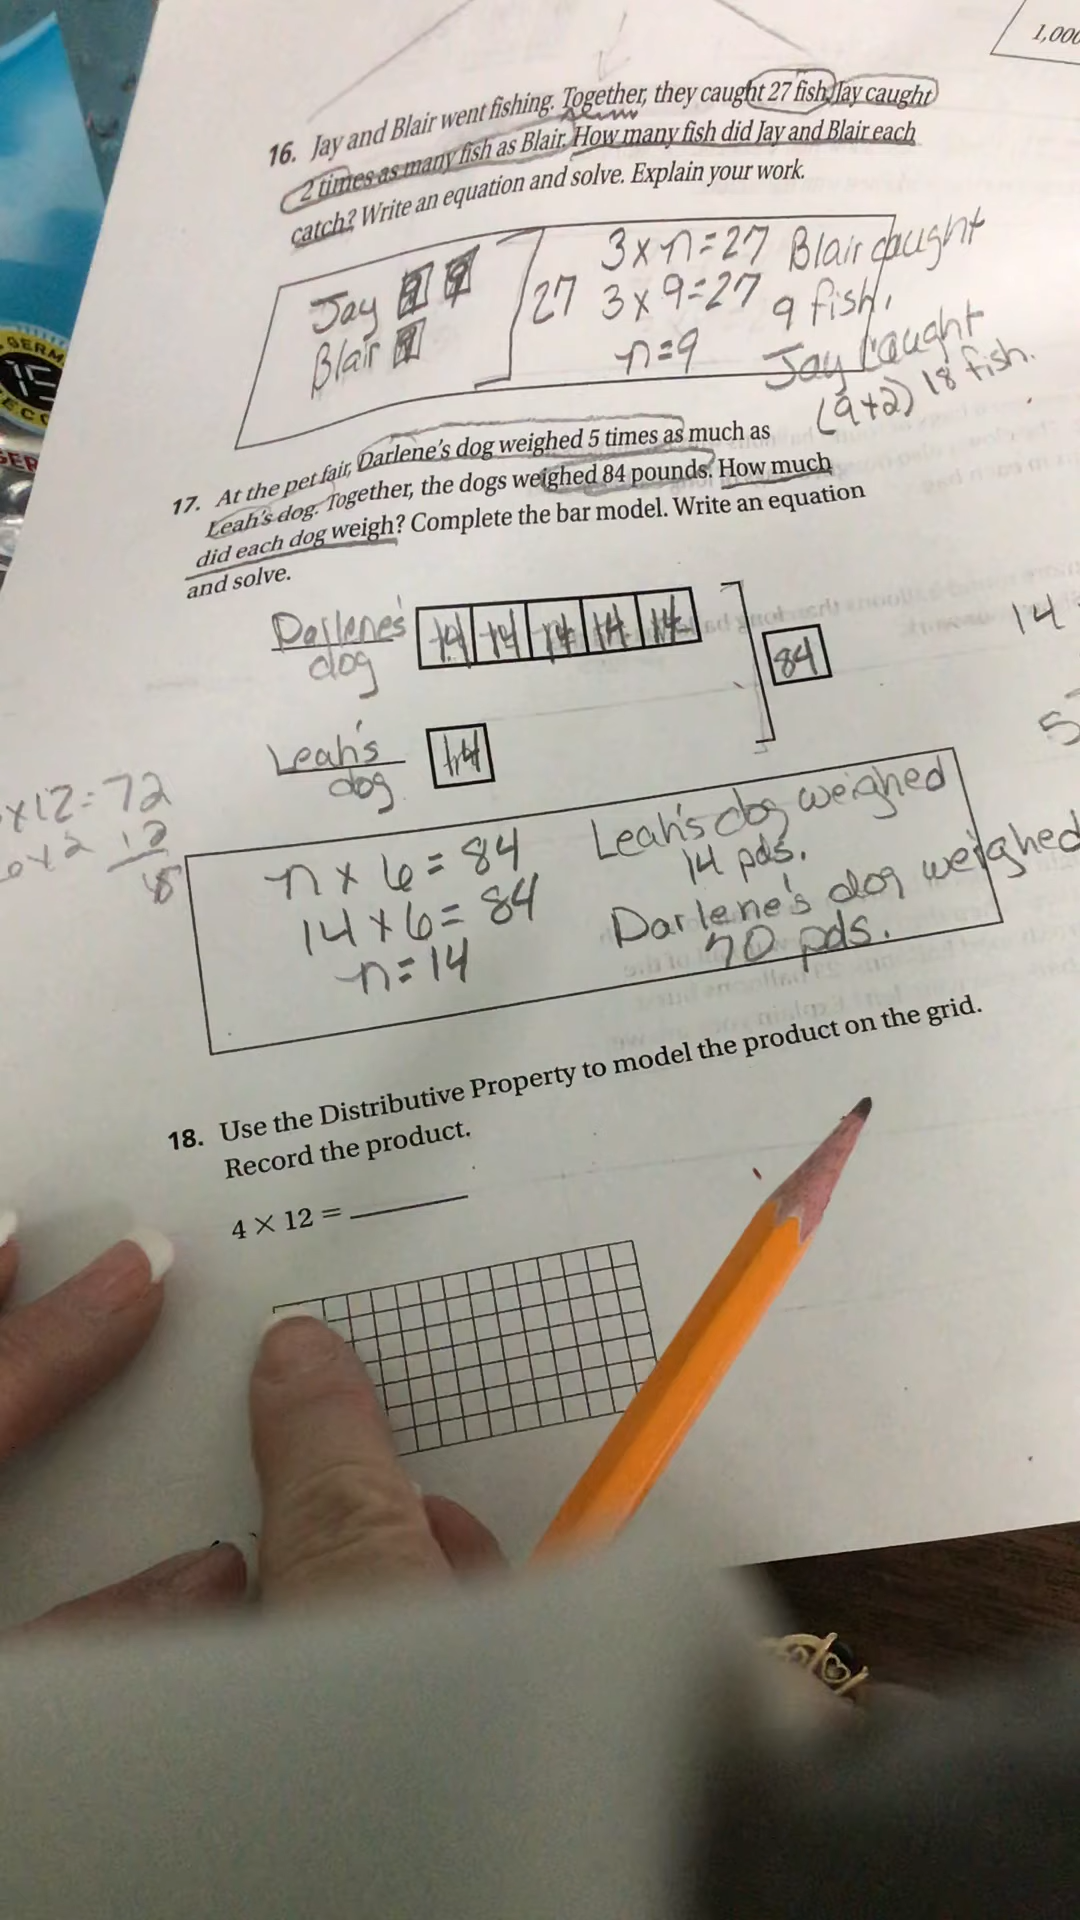 1,000
16. Jay and Blair went fishing. Together, they caught 27 fish. Jay caught
2 times as many fish as Blair. How many fish did Jay and Blair each
catch? Write an equation and solve. Explain your work.
Jay 9 9
Blair 9
27
3 x n = 27
3 x 9 = 27
n = 9
Blair caught
9 fish.
Jay caught
(9+2) 18 fish.
17. At the pet fair, Darlene's dog weighed 5 times as much as
Leah's dog. Together, the dogs weighed 84 pounds. How much
did each dog weigh? Complete the bar model. Write an equation
and solve.
Darlene's
dog
14 14 14 14 14
84
Leah's
dog
14
14
5
x12=72
12
n x 6 = 84
14 x 6 = 84
n = 14
Leah's dog weighed
14 pds.
Darlene's dog weighed
70 pds.
18. Use the Distributive Property to model the product on the grid.
Record the product.
4 × 12 =